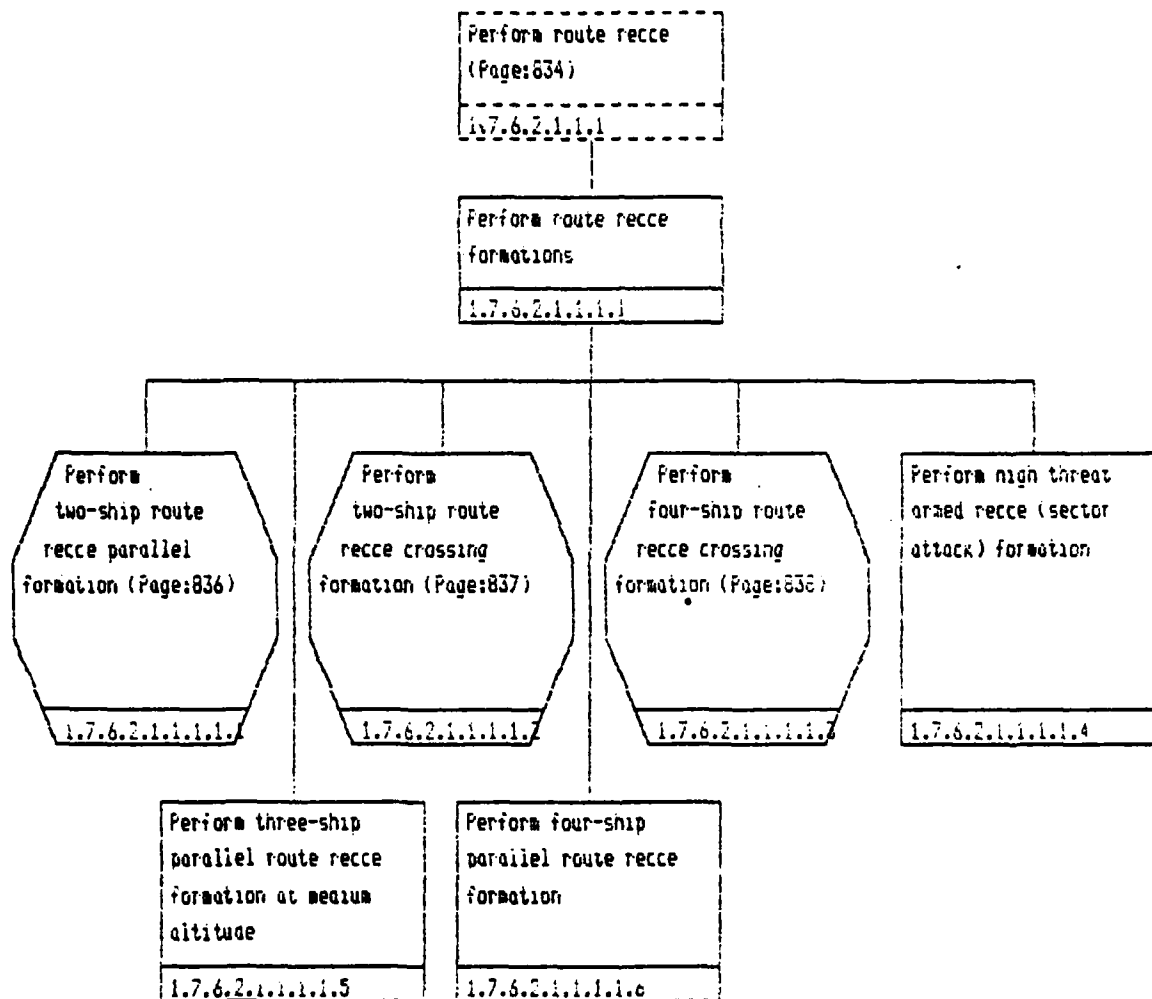 Perform route recce
(Page:834)
1.7.6.2.1.1.1
Perform route recce
formations
1.7.6.2.1.1.1.1
Perform
two-ship route
recce parallel
formation (Page:836)
1.7.6.2.1.1.1.1.1
Perform
two-ship route
recce crossing
formation (Page:837)
1.7.6.2.1.1.1.1.2
Perform
four-ship route
recce crossing
formation (Page:838)
1.7.6.2.1.1.1.1.3
Perform high threat
armed recce (sector
attack) formation
1.7.6.2.1.1.1.1.4
Perform three-ship
parallel route recce
formation at medium
altitude
1.7.6.2.1.1.1.1.5
Perform four-ship
parallel route recce
formation
1.7.6.2.1.1.1.1.6